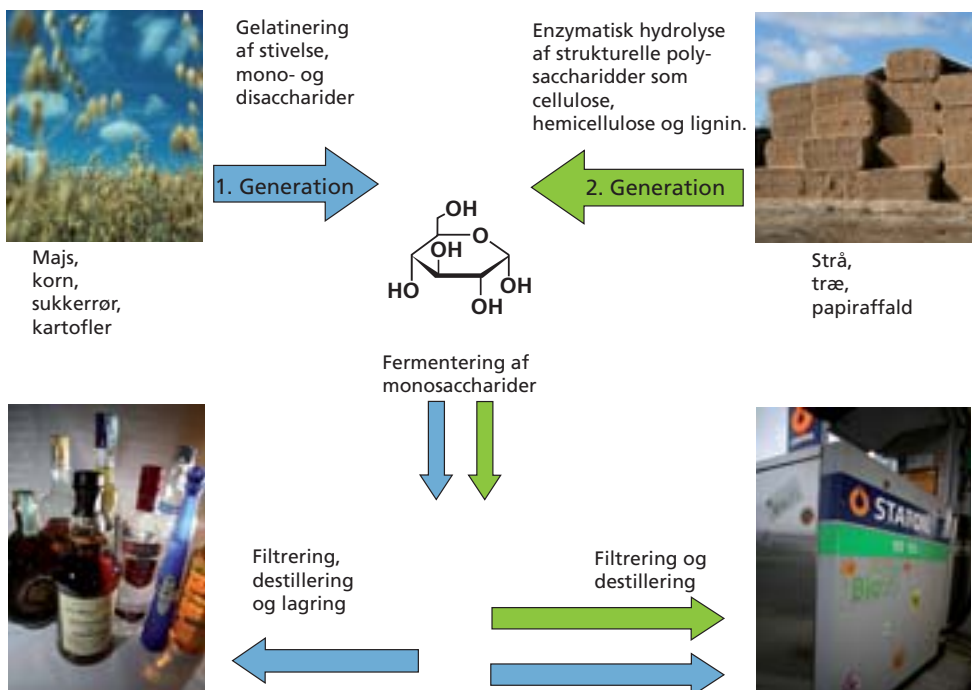 Gelatinering
af stivelse,
mono- og
disaccharider
Enzymatisk hydrolyse
af strukturelle poly-
saccharidder som
cellulose,
hemicellulose og lignin.
1. Generation
2. Generation
OH
O
OH
HO
OH
OH
Majs,
korn,
sukkerrør,
kartofler
Strå,
træ,
papiraffald
Fermentering af
monosaccharider
Filtrering,
destillering
og lagring
Filtrering og
destillering